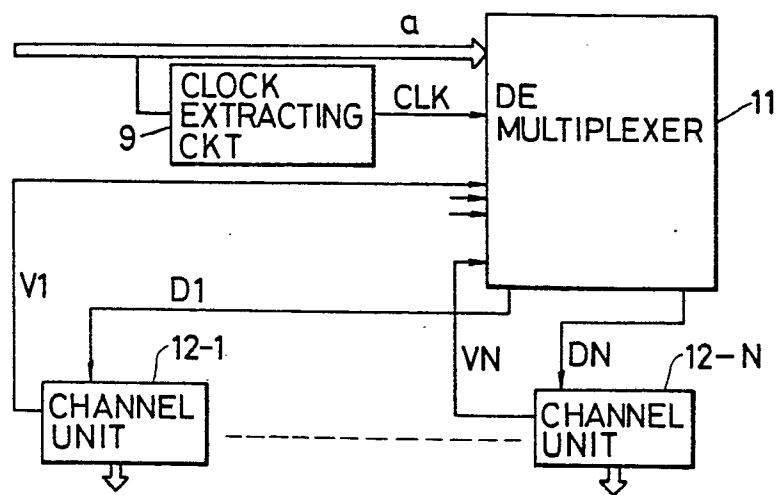 a
CLOCK
EXTRACTING
CKT
9
CLK
DE
MULTIPLEXER
11
V1
D1
12-1
CHANNEL
UNIT
VN
DN
12-N
CHANNEL
UNIT